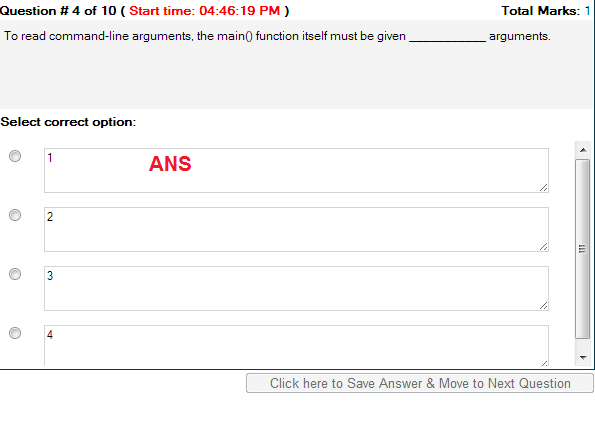 Question # 4 of 10 ( Start time: 04:46:19 PM ) Total Marks: 1
To read command-line arguments, the main() function itself must be given ____________ arguments.
Select correct option:
1 ANS
2
3
4
Click here to Save Answer & Move to Next Question